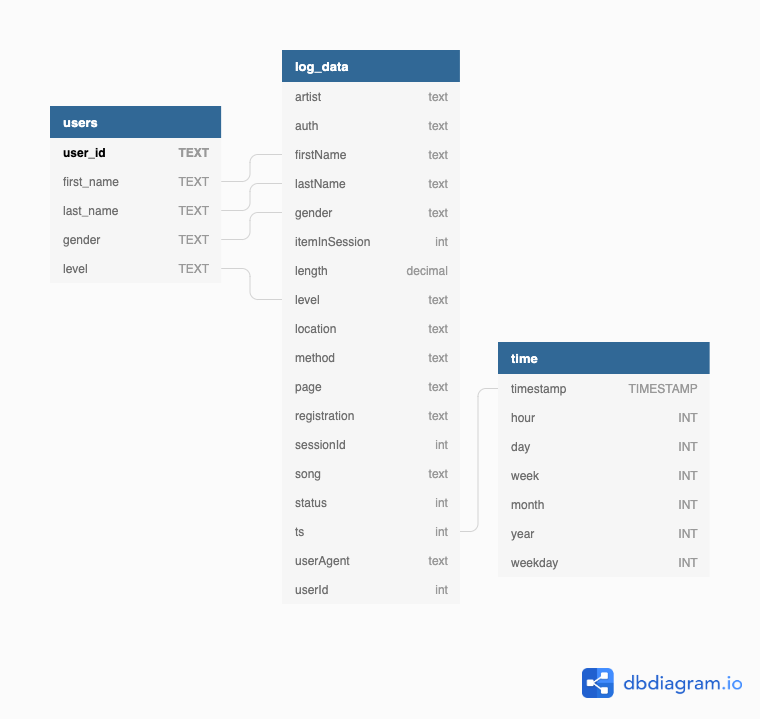 users
user_id TEXT
first_name TEXT
last_name TEXT
gender TEXT
level TEXT
log_data
artist text
auth text
firstName text
lastName text
gender text
itemInSession int
length decimal
level text
location text
method text
page text
registration text
sessionId int
song text
status int
ts int
userAgent text
userId int
time
timestamp TIMESTAMP
hour INT
day INT
week INT
month INT
year INT
weekday INT
dbdiagram.io